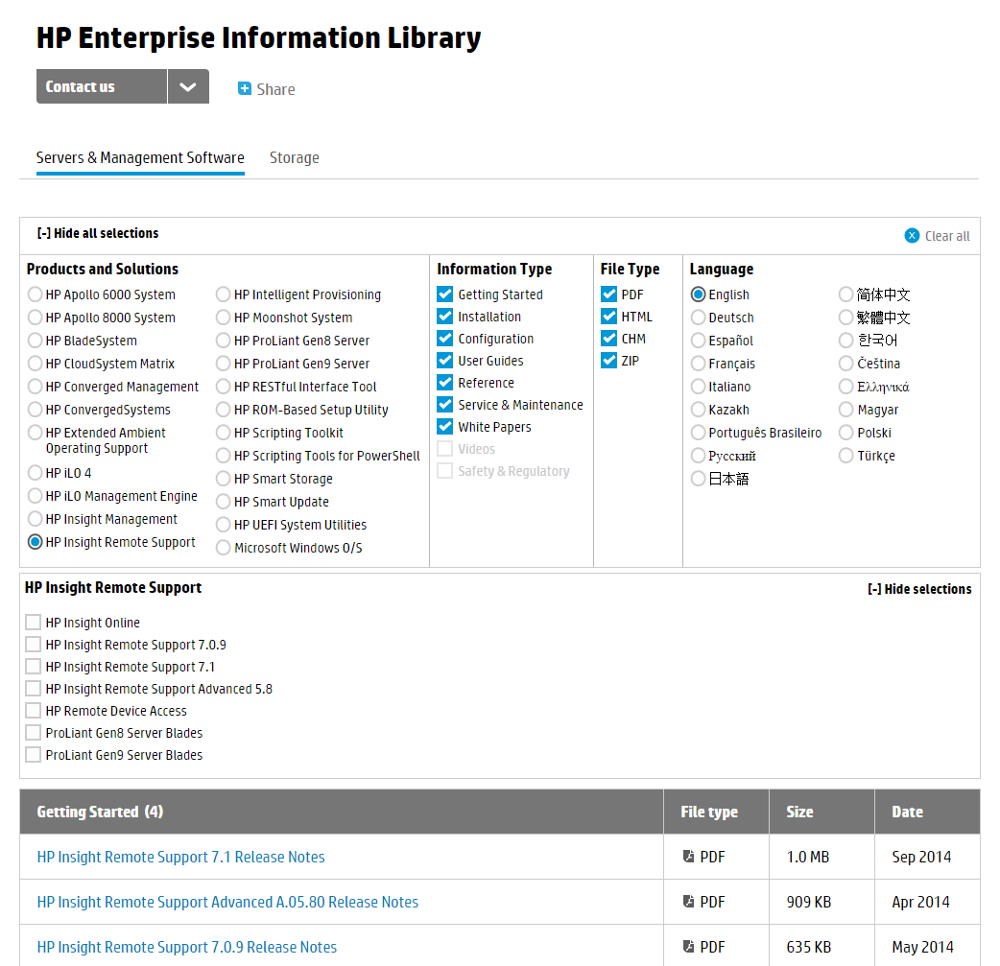 HP Enterprise Information Library
Contact us
Share
Servers & Management Software
Storage
[-] Hide all selections
Clear all
Products and Solutions
HP Apollo 6000 System
HP Apollo 8000 System
HP BladeSystem
HP CloudSystem Matrix
HP Converged Management
HP ConvergedSystems
HP Extended Ambient
Operating Support
HP iLO 4
HP iLO Management Engine
HP Insight Management
HP Insight Remote Support
HP Intelligent Provisioning
HP Moonshot System
HP ProLiant Gen8 Server
HP ProLiant Gen9 Server
HP RESTful Interface Tool
HP ROM-Based Setup Utility
HP Scripting Toolkit
HP Scripting Tools for PowerShell
HP Smart Storage
HP Smart Update
HP UEFI System Utilities
Microsoft Windows O/S
Information Type
Getting Started
Installation
Configuration
User Guides
Reference
Service & Maintenance
White Papers
Videos
Safety & Regulatory
File Type
PDF
HTML
CHM
ZIP
Language
English
Deutsch
Español
Français
Italiano
Kazakh
Português Brasileiro
Русский
日本語
简体中文
繁體中文
한국어
Čeština
Ελληνικά
Magyar
Polski
Türkçe
HP Insight Remote Support
[-] Hide selections
HP Insight Online
HP Insight Remote Support 7.0.9
HP Insight Remote Support 7.1
HP Insight Remote Support Advanced 5.8
HP Remote Device Access
ProLiant Gen8 Server Blades
ProLiant Gen9 Server Blades
Getting Started (4) File type Size Date
HP Insight Remote Support 7.1 Release Notes PDF 1.0 MB Sep 2014
HP Insight Remote Support Advanced A.05.80 Release Notes PDF 909 KB Apr 2014
HP Insight Remote Support 7.0.9 Release Notes PDF 635 KB May 2014